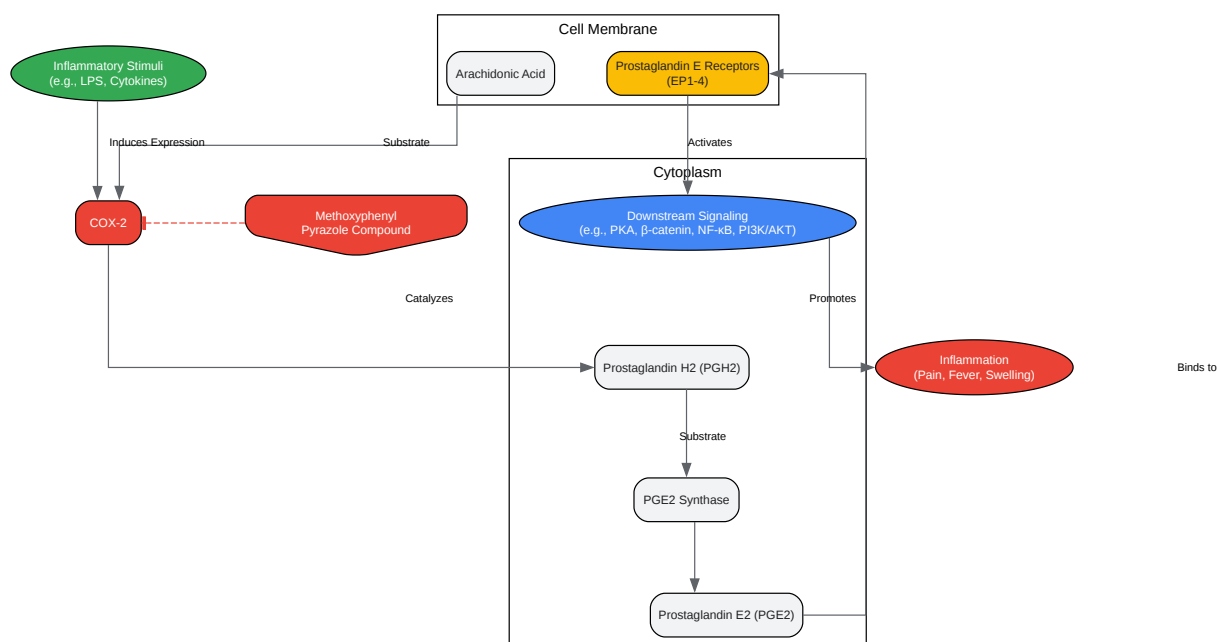 Cell Membrane
Inflammatory Stimuli
(e.g., LPS, Cytokines)
Arachidonic Acid
Prostaglandin E Receptors
(EP1-4)
Induces Expression
Substrate
Activates
Cytoplasm
COX-2
Methoxyphenyl
Pyrazole Compound
Downstream Signaling
(e.g., PKA, β-catenin, NF-κB, PI3K/AKT)
Catalyzes
Promotes
Prostaglandin H2 (PGH2)
Inflammation
(Pain, Fever, Swelling)
Binds to
Substrate
PGE2 Synthase
Prostaglandin E2 (PGE2)